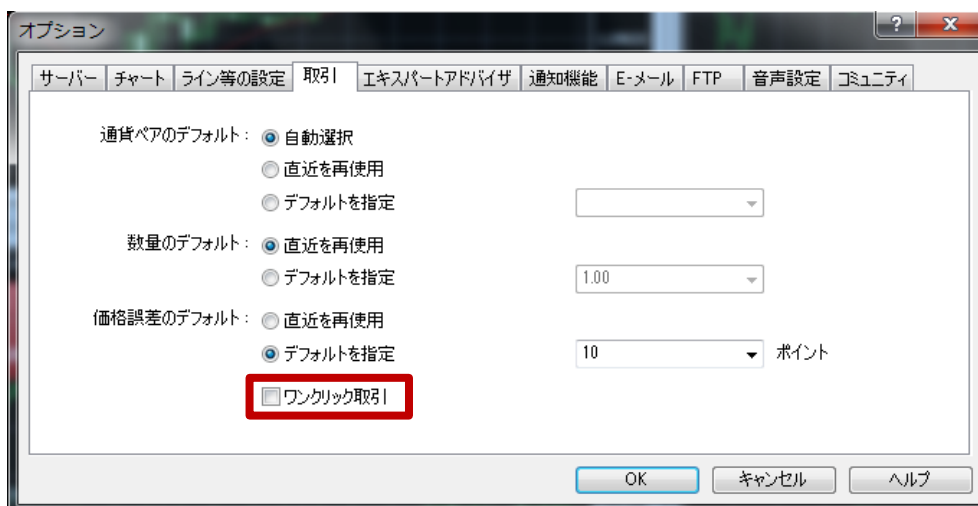 オプション
サーバー チャート ライン等の設定 取引 エキスパートアドバイザ 通知機能 E-メール FTP 音声設定 コミュニティ
通貨ペアのデフォルト: 自動選択
直近を再使用
デフォルトを指定
数量のデフォルト: 直近を再使用
デフォルトを指定 1.00
価格誤差のデフォルト: 直近を再使用
デフォルトを指定 10 ポイント
ワンクリック取引
OK キャンセル ヘルプ